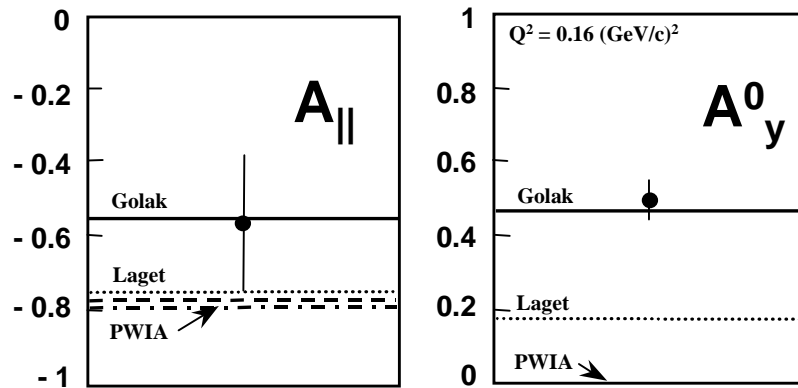 0
- 0.2
- 0.4
- 0.6
- 0.8
- 1
A||
Golak
Laget
PWIA
1
0.8
0.6
0.4
0.2
0
Q² = 0.16 (GeV/c)²
A⁰y
Golak
Laget
PWIA